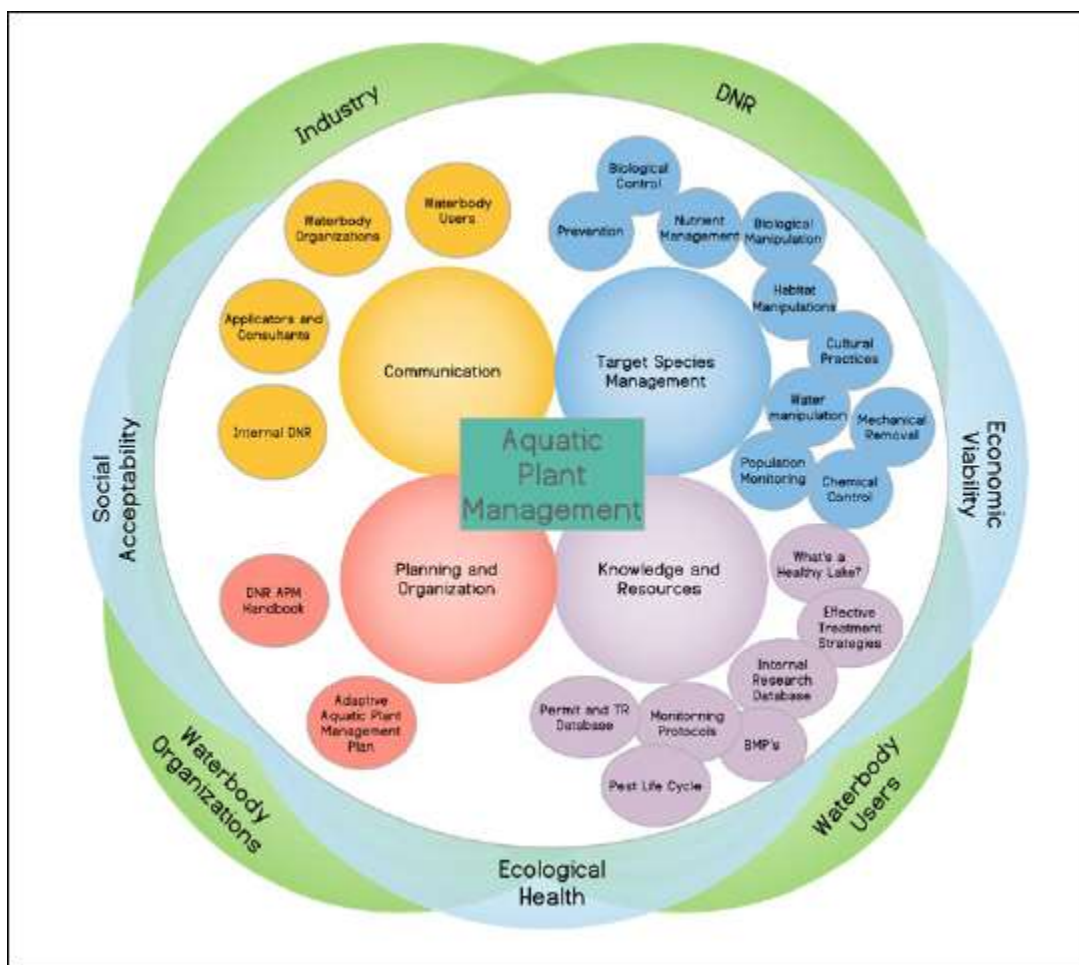 Industry
DNR
Social
Acceptability
Economic
Viability
Waterbody
Organizations
Ecological
Health
Waterbody
Users
Aquatic
Plant
Management
Communication
Waterbody
Users
Waterbody
Organizations
Applicators and
Consultants
Internal DNR
Target Species
Management
Prevention
Biological
Control
Nutrient
Management
Biological
Manipulation
Habitat
Manipulations
Cultural
Practices
Water
manipulation
Mechanical
Removal
Population
Monitoring
Chemical
Control
Planning and
Organization
DNR APM
Handbook
Adaptive
Aquatic Plant
Management
Plan
Knowledge and
Resources
What's a
Healthy Lake?
Effective
Treatment
Strategies
Internal
Research
Database
BMP's
Monitorning
Protocols
Permit and TR
Database
Pest Life Cycle